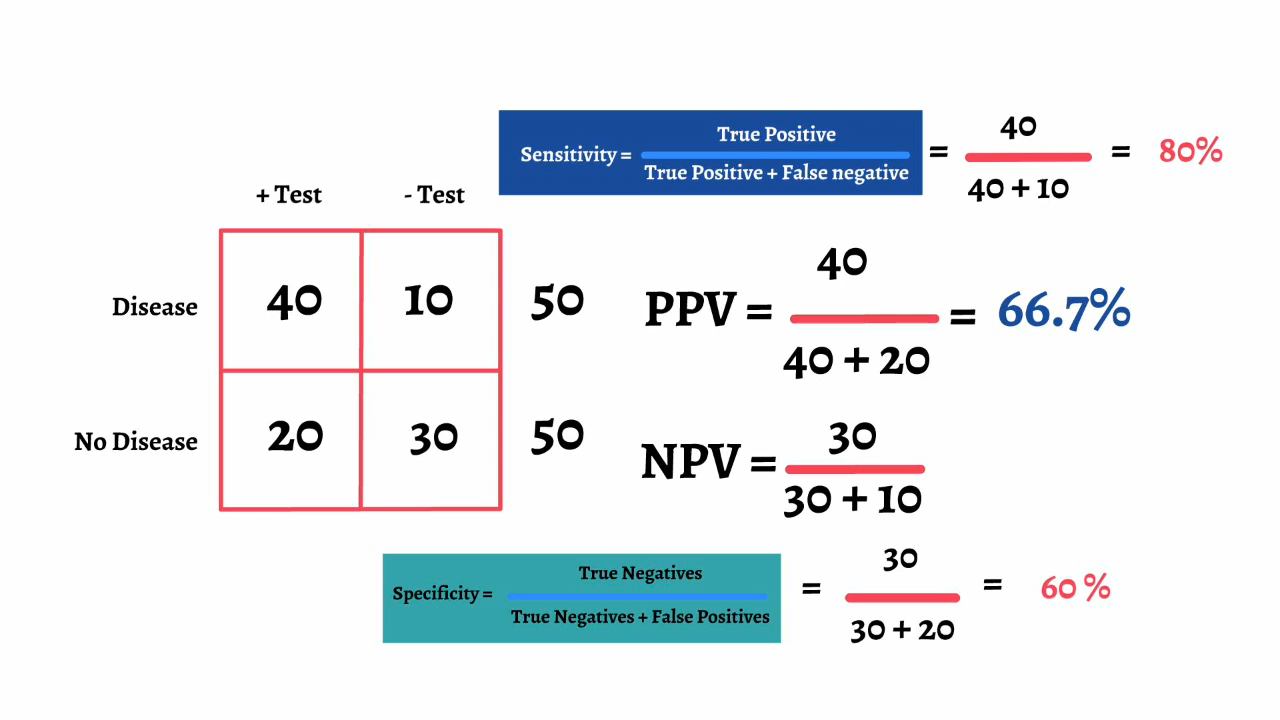 Sensitivity = True Positive
True Positive + False negative
= 40
40 + 10
= 80%
+ Test - Test
Disease 40 10 50
No Disease 20 30 50
PPV = 40
40 + 20
= 66.7%
NPV = 30
30 + 10
Specificity = True Negatives
True Negatives + False Positives
= 30
30 + 20
= 60 %